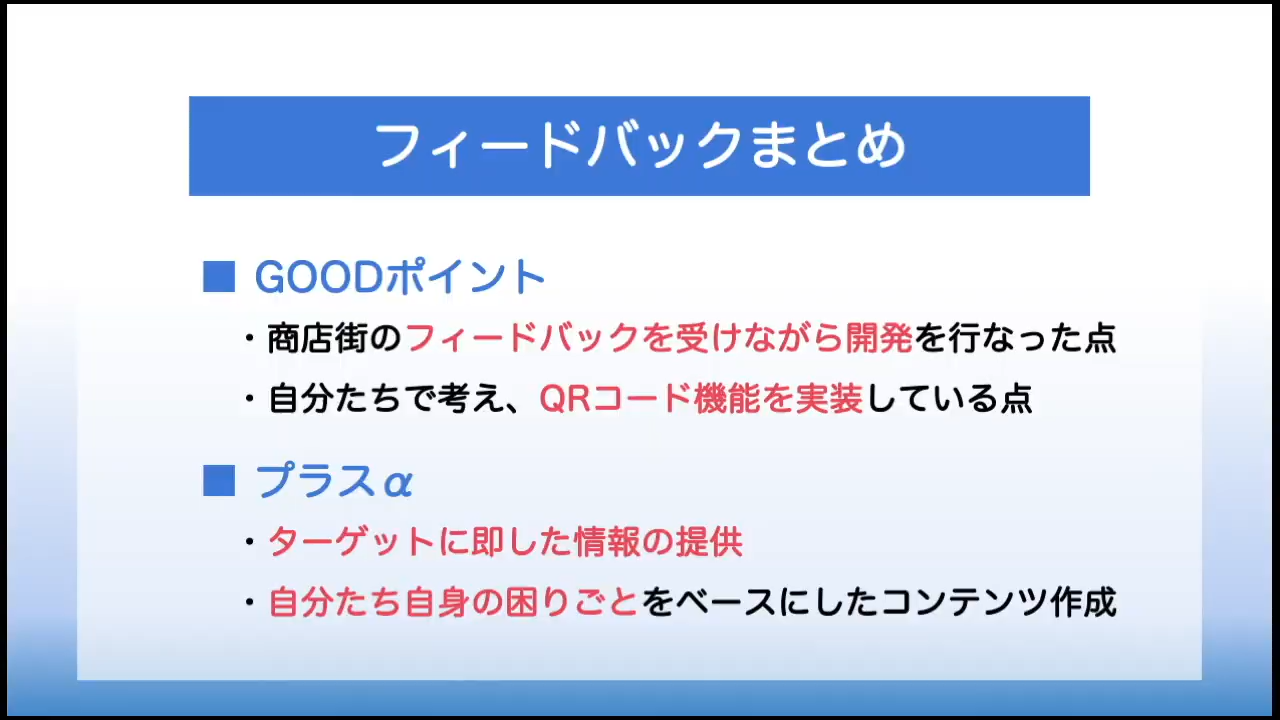 フィードバックまとめ
■ GOODポイント
・商店街のフィードバックを受けながら開発を行なった点
・自分たちで考え、QRコード機能を実装している点
■ プラスα
・ターゲットに即した情報の提供
・自分たち自身の困りごとをベースにしたコンテンツ作成